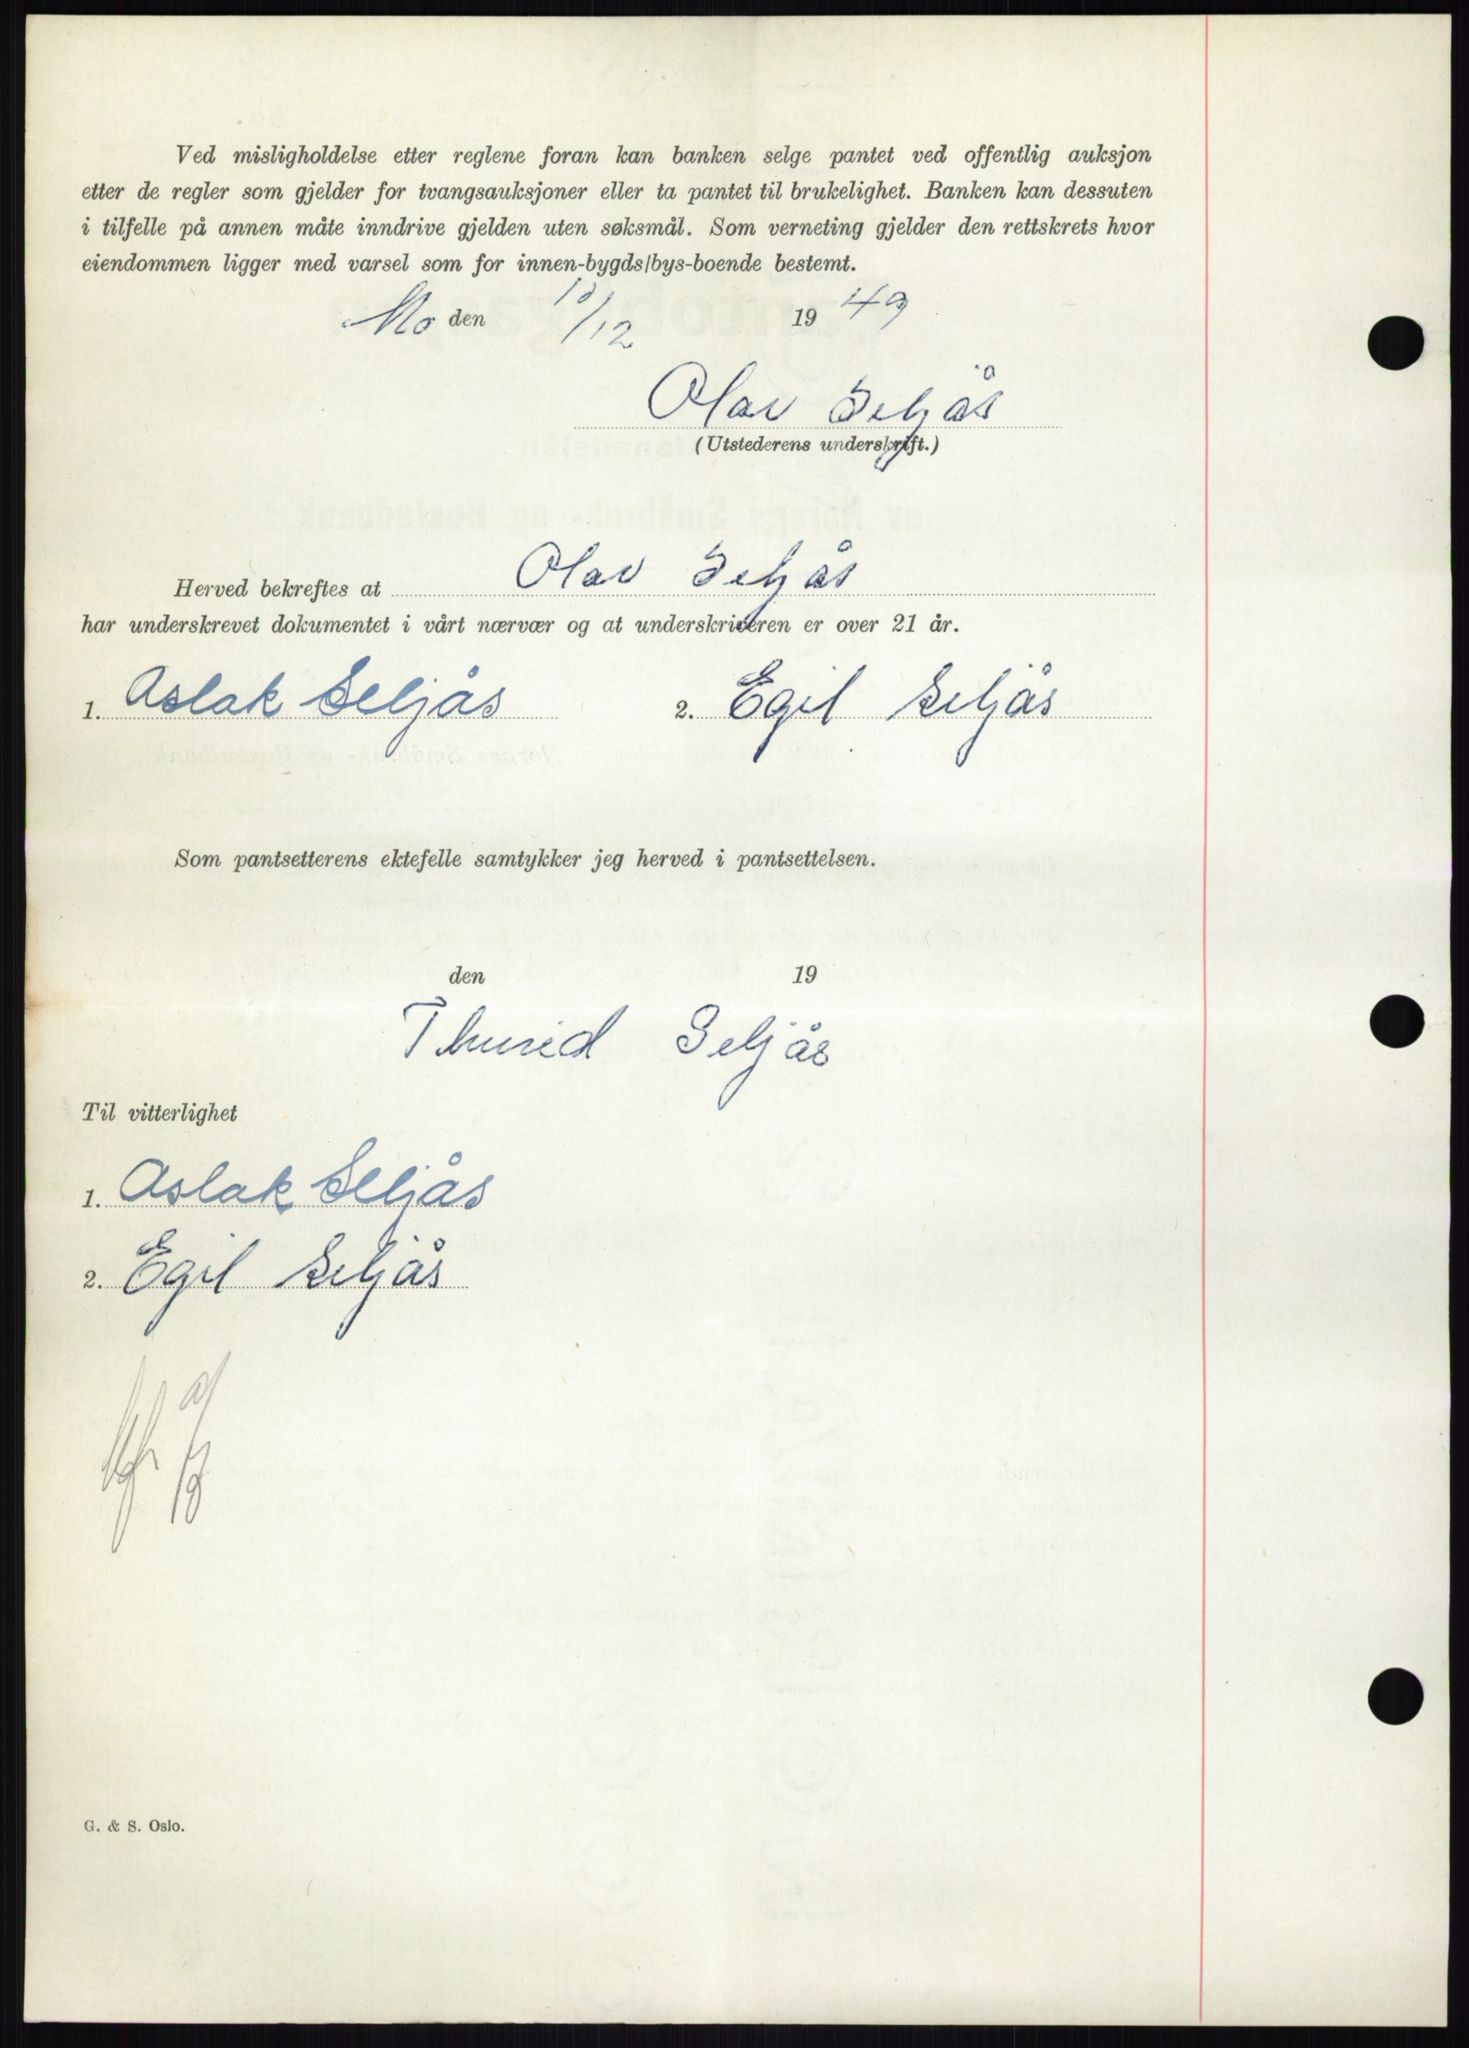 Ved misligholdelse etter reglene foran kan banken selge pantet ved offentlig auksjon
etter de regler som gjelder for tvangsauksjoner eller ta pantet til brukelighet. Banken kan dessuten
i tilfelle på annen måte inndrive gjelden uten søksmål. Som verneting gjelder den rettskrets hvor
eiendommen ligger med varsel som for innen-bygds/bys-boende bestemt.
Mo den 10/12 1949
Olav Seljås
(Utstederens underskrift.)
Herved bekreftes at Olav Seljås
har underskrevet dokumentet i vårt nærvær og at underskriveren er over 21 år.
1. Aslak Seljås 2. Egil Seljås
Som pantsetterens ektefelle samtykker jeg herved i pantsettelsen.
den 19
Thurid Seljås
Til vitterlighet
1. Aslak Seljås
2. Egil Seljås
G. & S. Oslo.